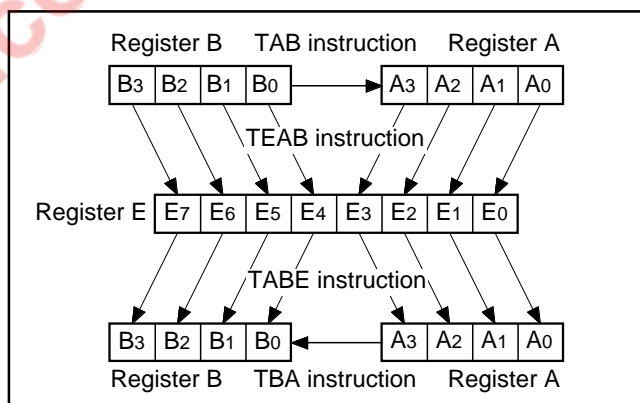 Register B TAB instruction Register A
B3 B2 B1 B0 A3 A2 A1 A0
TEAB instruction
Register E E7 E6 E5 E4 E3 E2 E1 E0
TABE instruction
B3 B2 B1 B0 A3 A2 A1 A0
Register B TBA instruction Register A